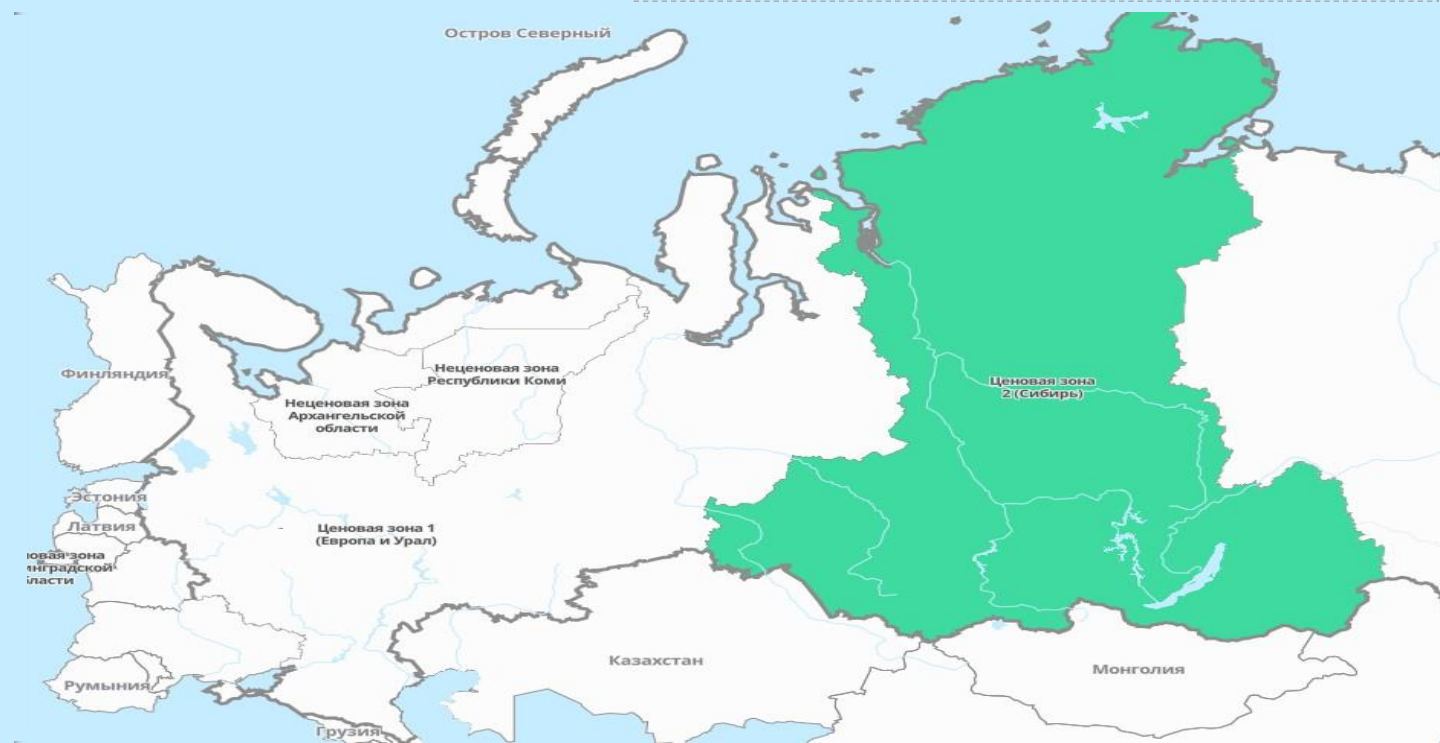 Остров Северный
Неценовая зона
Республики Коми
Финляндия
Ценовая зона
2 (Сибирь)
Неценовая зона
Архангельской
области
Эстония
Латвия
Ценовая зона 1
(Европа и Урал)
зона
Казахстан
Монголия
Румыния
Грузия